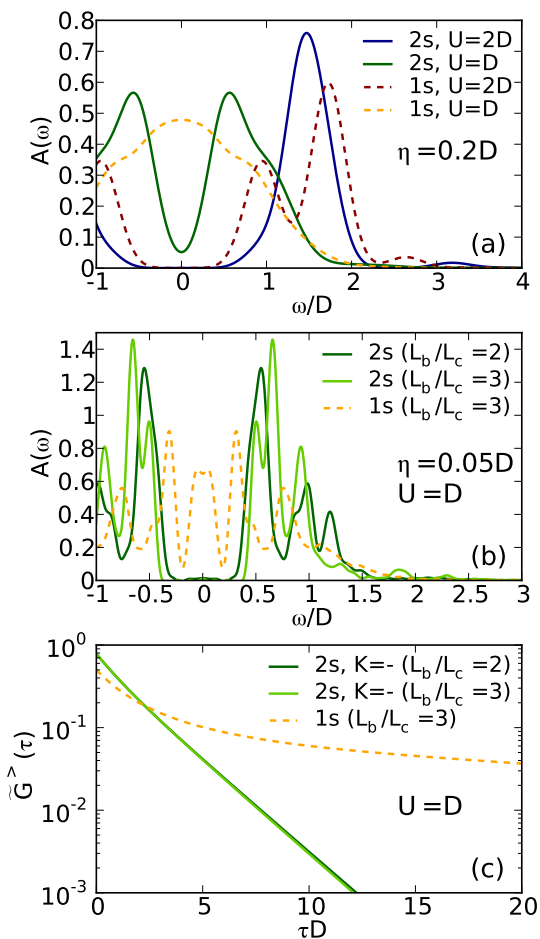 0.8
0.7
0.6
0.5
0.4
0.3
0.2
0.1
0
A(ω)
2s, U=2D
2s, U=D
1s, U=2D
1s, U=D
η =0.2D
(a)
-1 0 1 2 3 4
ω/D
1.4
1.2
1
0.8
0.6
0.4
0.2
0
A(ω)
2s (L_b/L_c =2)
2s (L_b/L_c =3)
1s (L_b/L_c =3)
η =0.05D
U =D
(b)
-1 -0.5 0 0.5 1 1.5 2 2.5 3
ω/D
10^0
10^-1
10^-2
10^-3
G̃^>(τ)
2s, K=- (L_b/L_c =2)
2s, K=- (L_b/L_c =3)
1s (L_b/L_c =3)
U =D
(c)
0 5 10 15 20
τD